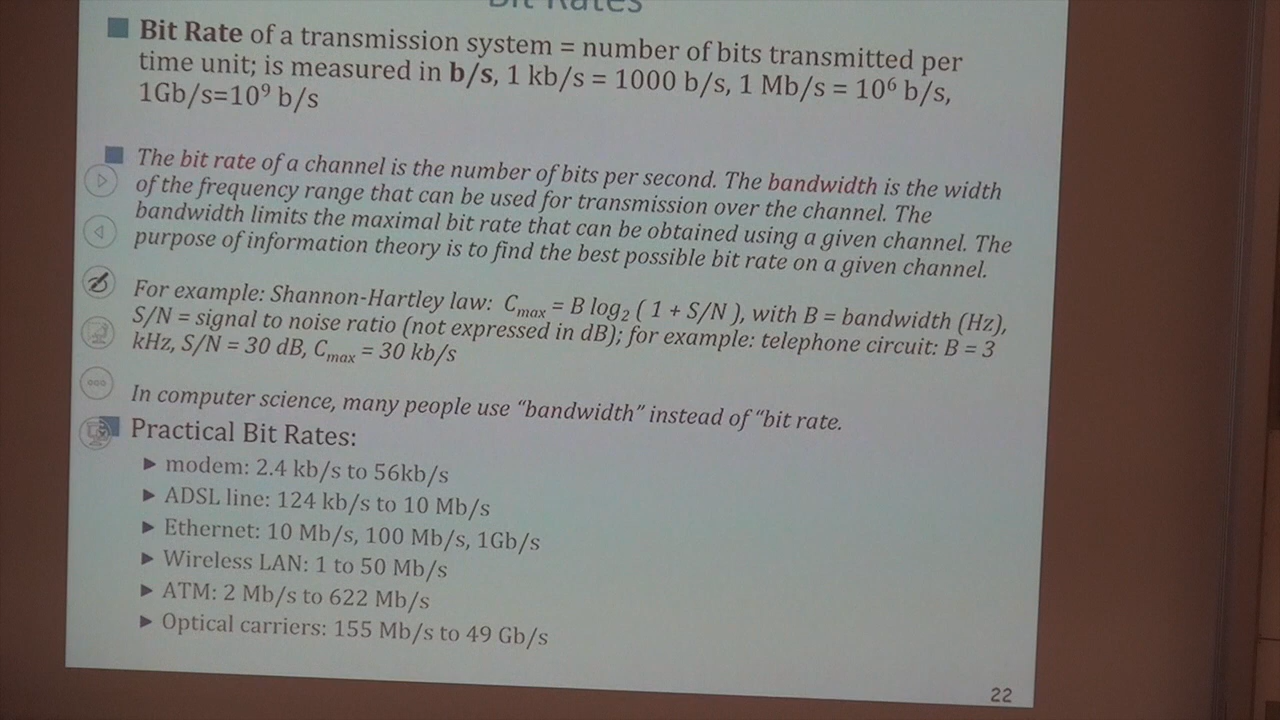 Bit Rates
Bit Rate of a transmission system = number of bits transmitted per
time unit; is measured in b/s, 1 kb/s = 1000 b/s, 1 Mb/s = 10⁶ b/s,
1Gb/s=10⁹ b/s
The bit rate of a channel is the number of bits per second. The bandwidth is the width
of the frequency range that can be used for transmission over the channel. The
bandwidth limits the maximal bit rate that can be obtained using a given channel. The
purpose of information theory is to find the best possible bit rate on a given channel.
For example: Shannon-Hartley law: Cmax = B log₂ ( 1 + S/N ), with B = bandwidth (Hz),
S/N = signal to noise ratio (not expressed in dB); for example: telephone circuit: B = 3
kHz, S/N = 30 dB, Cmax = 30 kb/s
In computer science, many people use “bandwidth” instead of “bit rate.
Practical Bit Rates:
modem: 2.4 kb/s to 56kb/s
ADSL line: 124 kb/s to 10 Mb/s
Ethernet: 10 Mb/s, 100 Mb/s, 1Gb/s
Wireless LAN: 1 to 50 Mb/s
ATM: 2 Mb/s to 622 Mb/s
Optical carriers: 155 Mb/s to 49 Gb/s
22